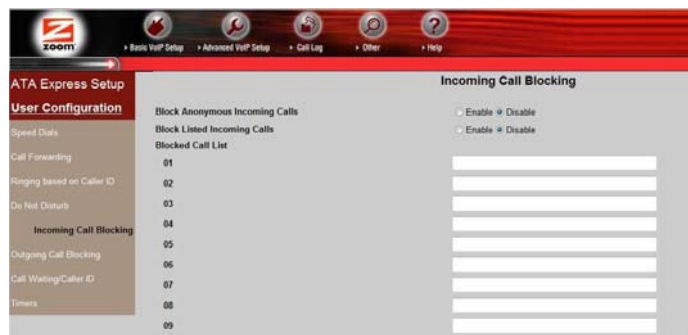 ZOOM
Basic VoIP Setup
Advanced VoIP Setup
Call Log
Other
Help
ATA Express Setup
User Configuration
Speed Dials
Call Forwarding
Ringing based on Caller ID
Do Not Disturb
Incoming Call Blocking
Outgoing Call Blocking
Call Waiting/Caller ID
Timers
Incoming Call Blocking
Block Anonymous Incoming Calls Enable Disable
Block Listed Incoming Calls Enable Disable
Blocked Call List
01
02
03
04
05
06
07
08
09